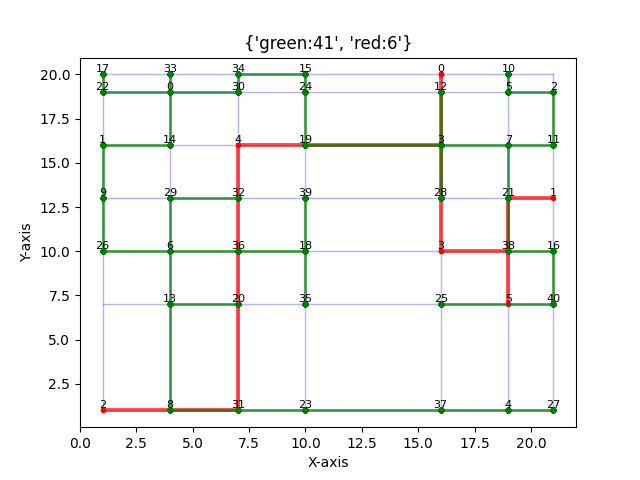 {'green:41', 'red:6'}
20.0 17 33 34 15 0 10
22 0 30 24 12 5 2
17.5
1 14 4 19 3 7 11
15.0
9 29 32 39 28 21 1
12.5
10.0 26 6 36 18 3 38 16
7.5 13 20 35 25 5 40
5.0
2.5
2 8 31 23 37 4 27
0.0 2.5 5.0 7.5 10.0 12.5 15.0 17.5 20.0
X-axis
Y-axis